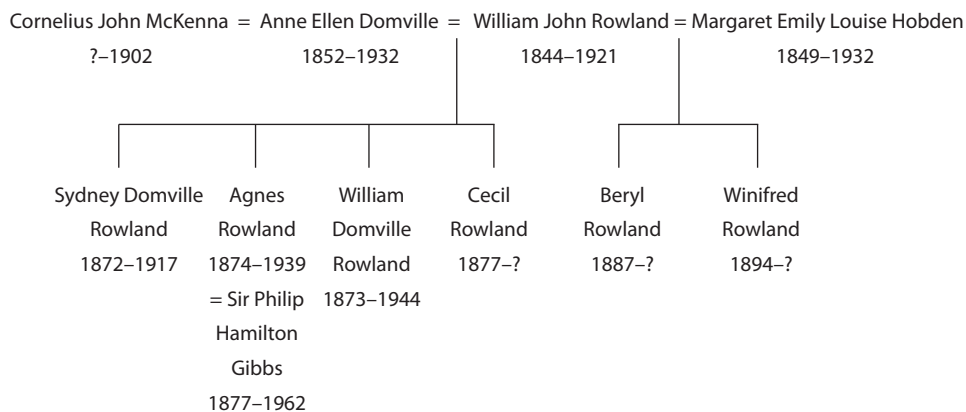 Cornelius John McKenna = Anne Ellen Domville = William John Rowland = Margaret Emily Louise Hobden
?–1902 1852–1932 1844–1921 1849–1932
Sydney Domville Agnes William Cecil Beryl Winifred
Rowland Rowland Domville Rowland Rowland Rowland
1872–1917 1874–1939 Rowland 1877–? 1887–? 1894–?
= Sir Philip 1873–1944
Hamilton
Gibbs
1877–1962